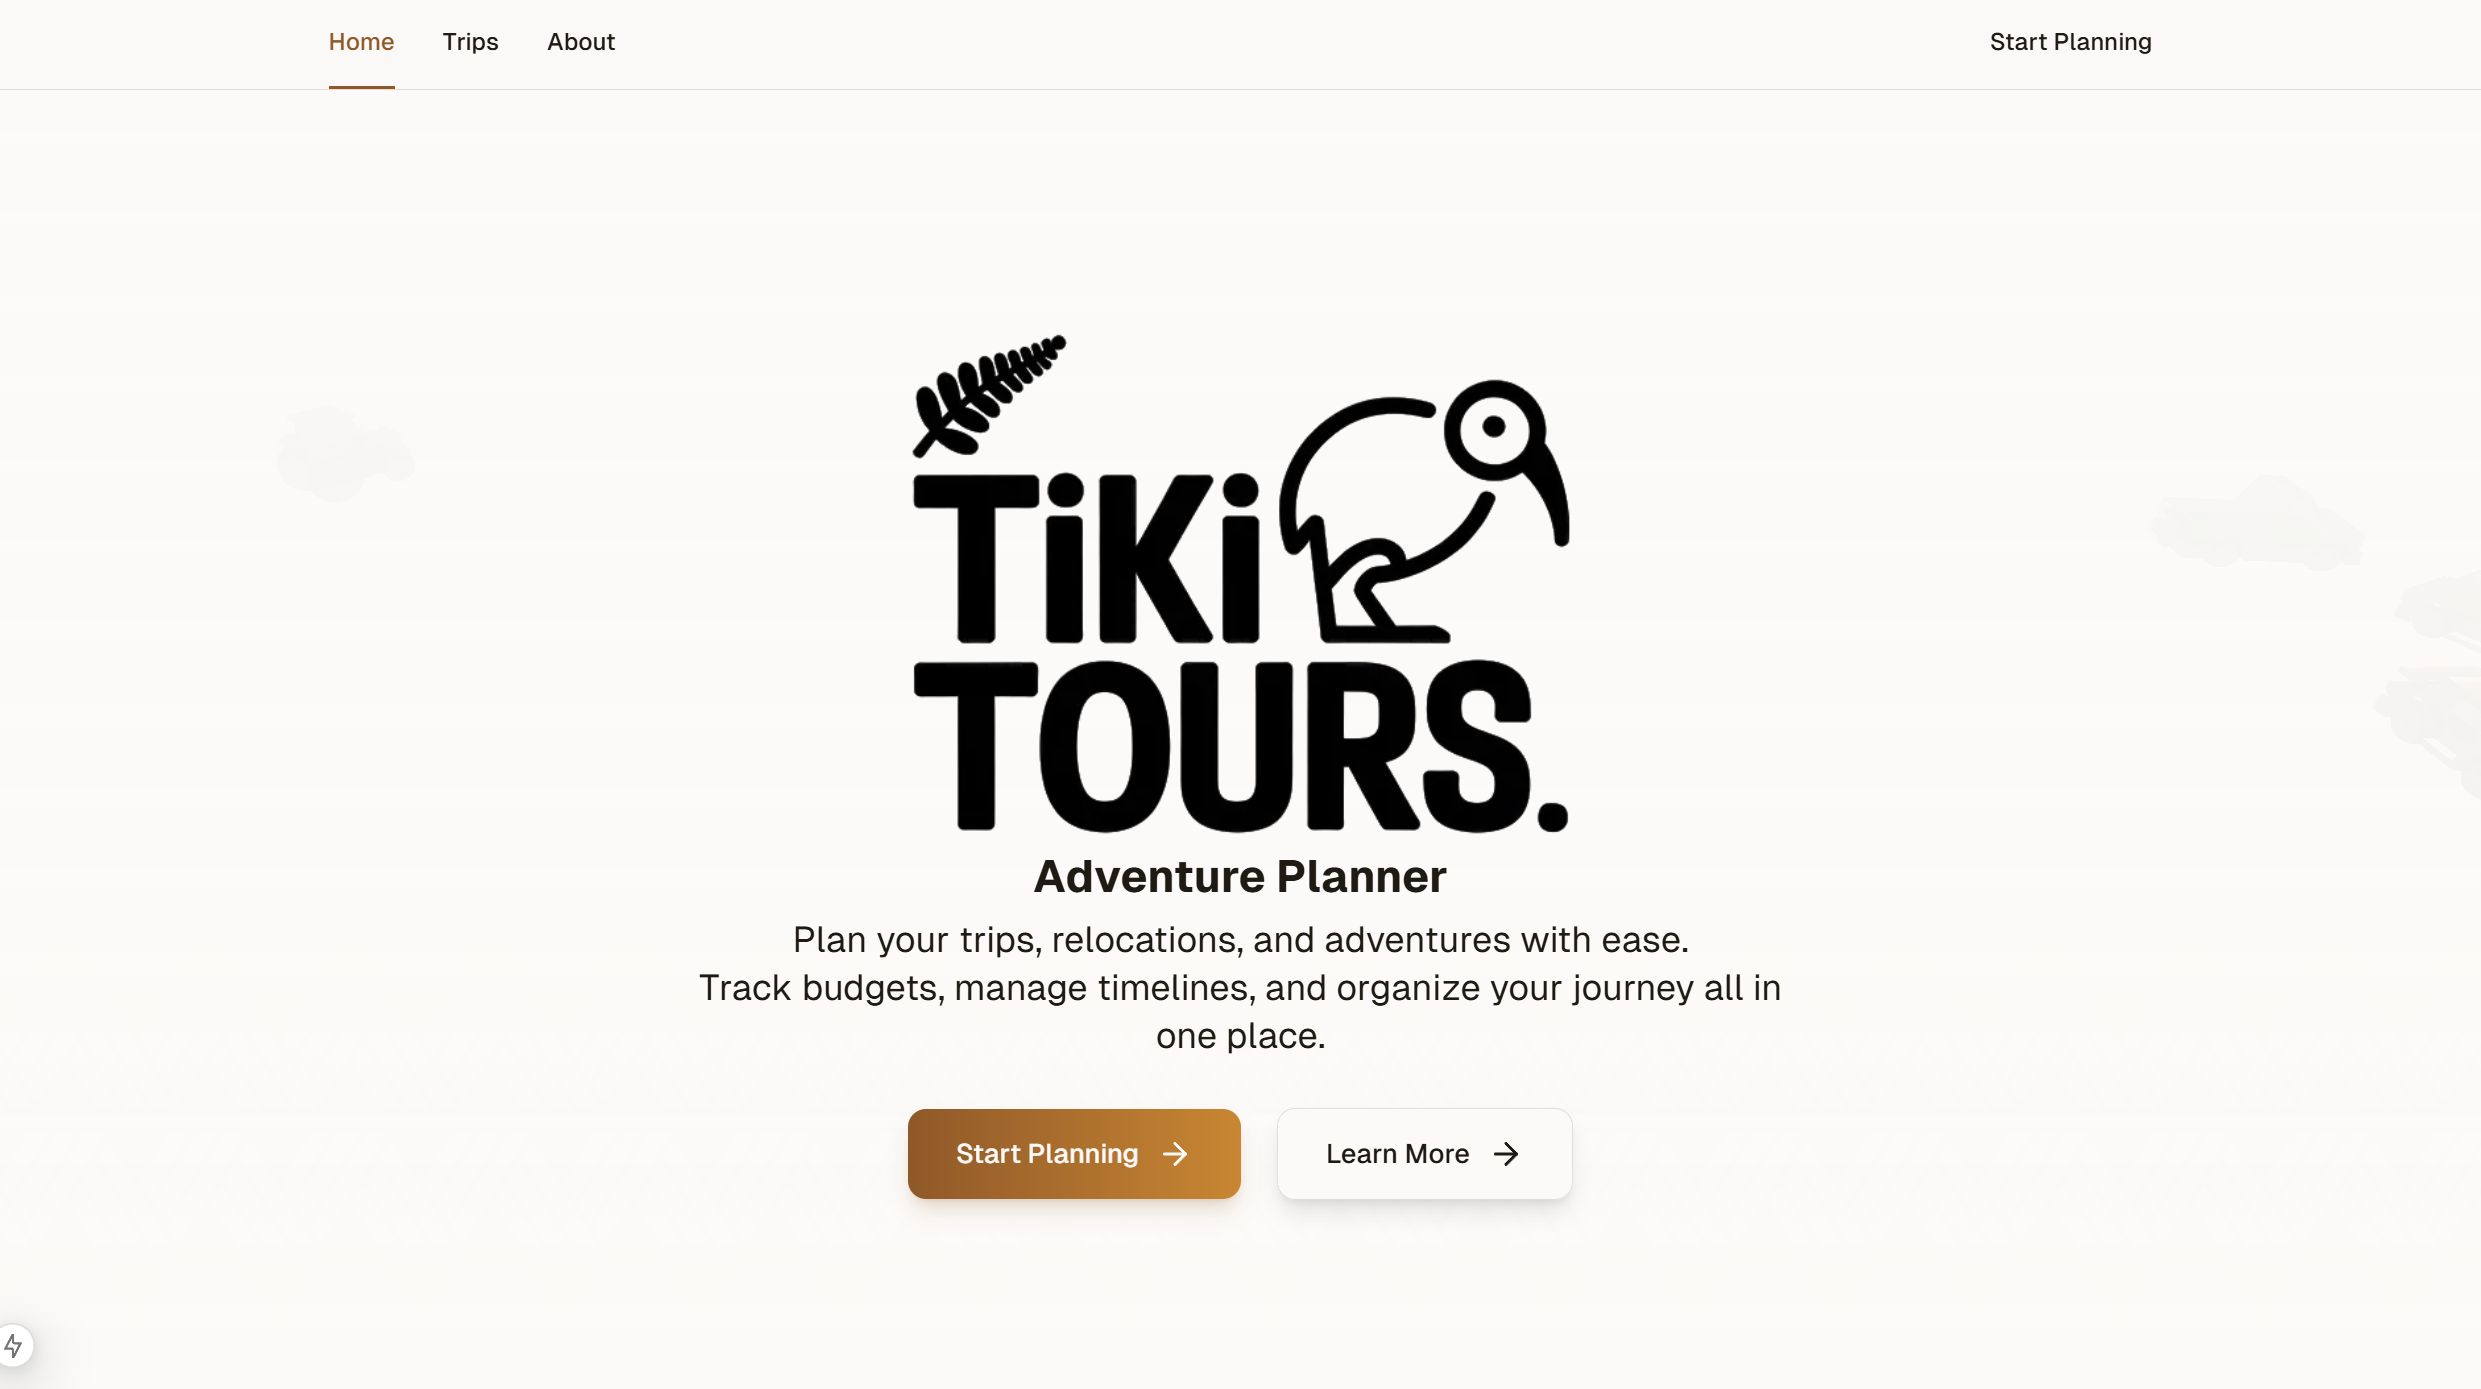 Home
Trips
About
Start Planning
TiKi
TOURS.
Adventure Planner
Plan your trips, relocations, and adventures with ease.
Track budgets, manage timelines, and organize your journey all in
one place.
Start Planning
Learn More